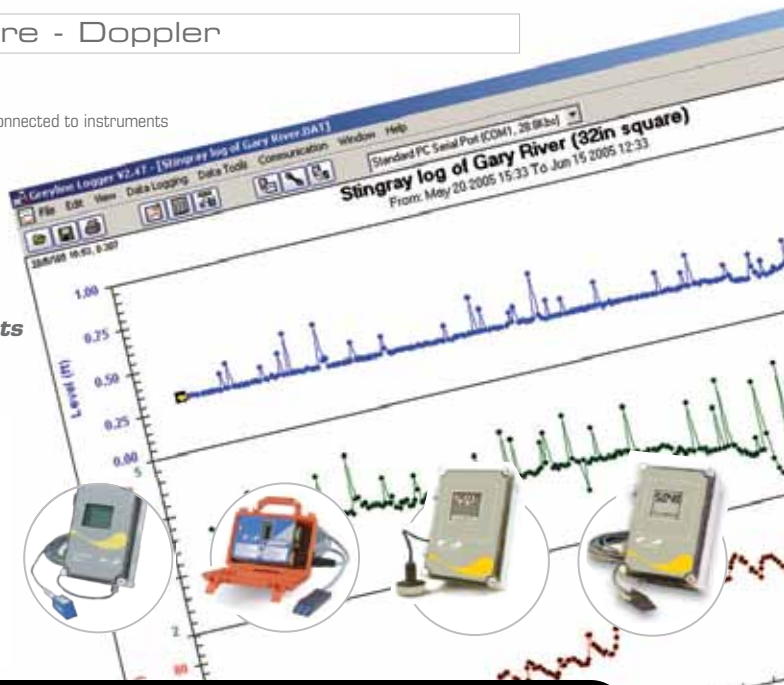 re - Doppler
onnected to instruments
Greyline Logger V2.47 - [Stingray log of Gary River.DAT]
File Edit View Data Logging Data Tools Communication Window Help
Standard PC Serial Port (COM1, 28.8Kbs)
Stingray log of Gary River (32in square)
From: May 20 2005 15:33 To Jun 15 2005 12:33
ts
Level (ft)
1.00
0.75
0.50
0.25
0.00
5
2
80